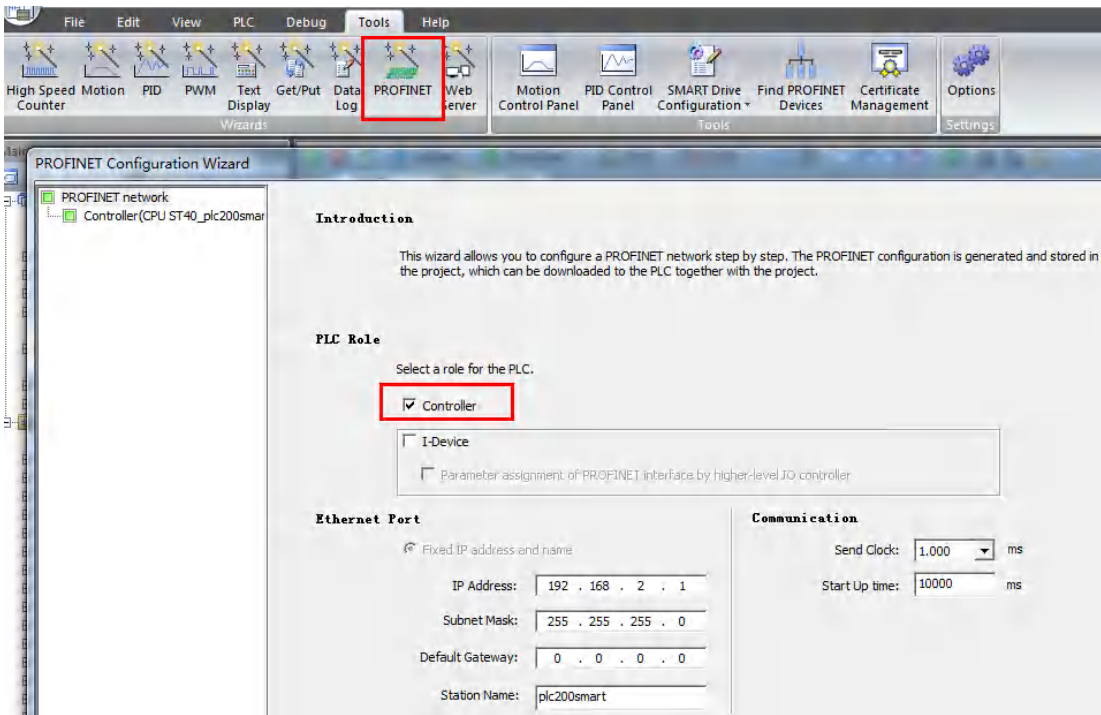 File Edit View PLC Debug Tools Help
High Speed Counter
Motion
PID
PWM
Text Display
Get/Put
Data Log
PROFINET
Web Server
Motion Control Panel
PID Control Panel
SMART Drive Configuration
Find PROFINET Devices
Certificate Management
Options
Wizards Tools Settings
PROFINET Configuration Wizard
PROFINET network
Controller(CPU ST40_plc200smar
Introduction
This wizard allows you to configure a PROFINET network step by step. The PROFINET configuration is generated and stored in
the project, which can be downloaded to the PLC together with the project.
PLC Role
Select a role for the PLC.
Controller
I-Device
Parameter assignment of PROFINET interface by higher-level IO controller
Ethernet Port
Fixed IP address and name
IP Address: 192 . 168 . 2 . 1
Subnet Mask: 255 . 255 . 255 . 0
Default Gateway: 0 . 0 . 0 . 0
Station Name: plc200smart
Communication
Send Clock: 1.000 ms
Start Up time: 10000 ms